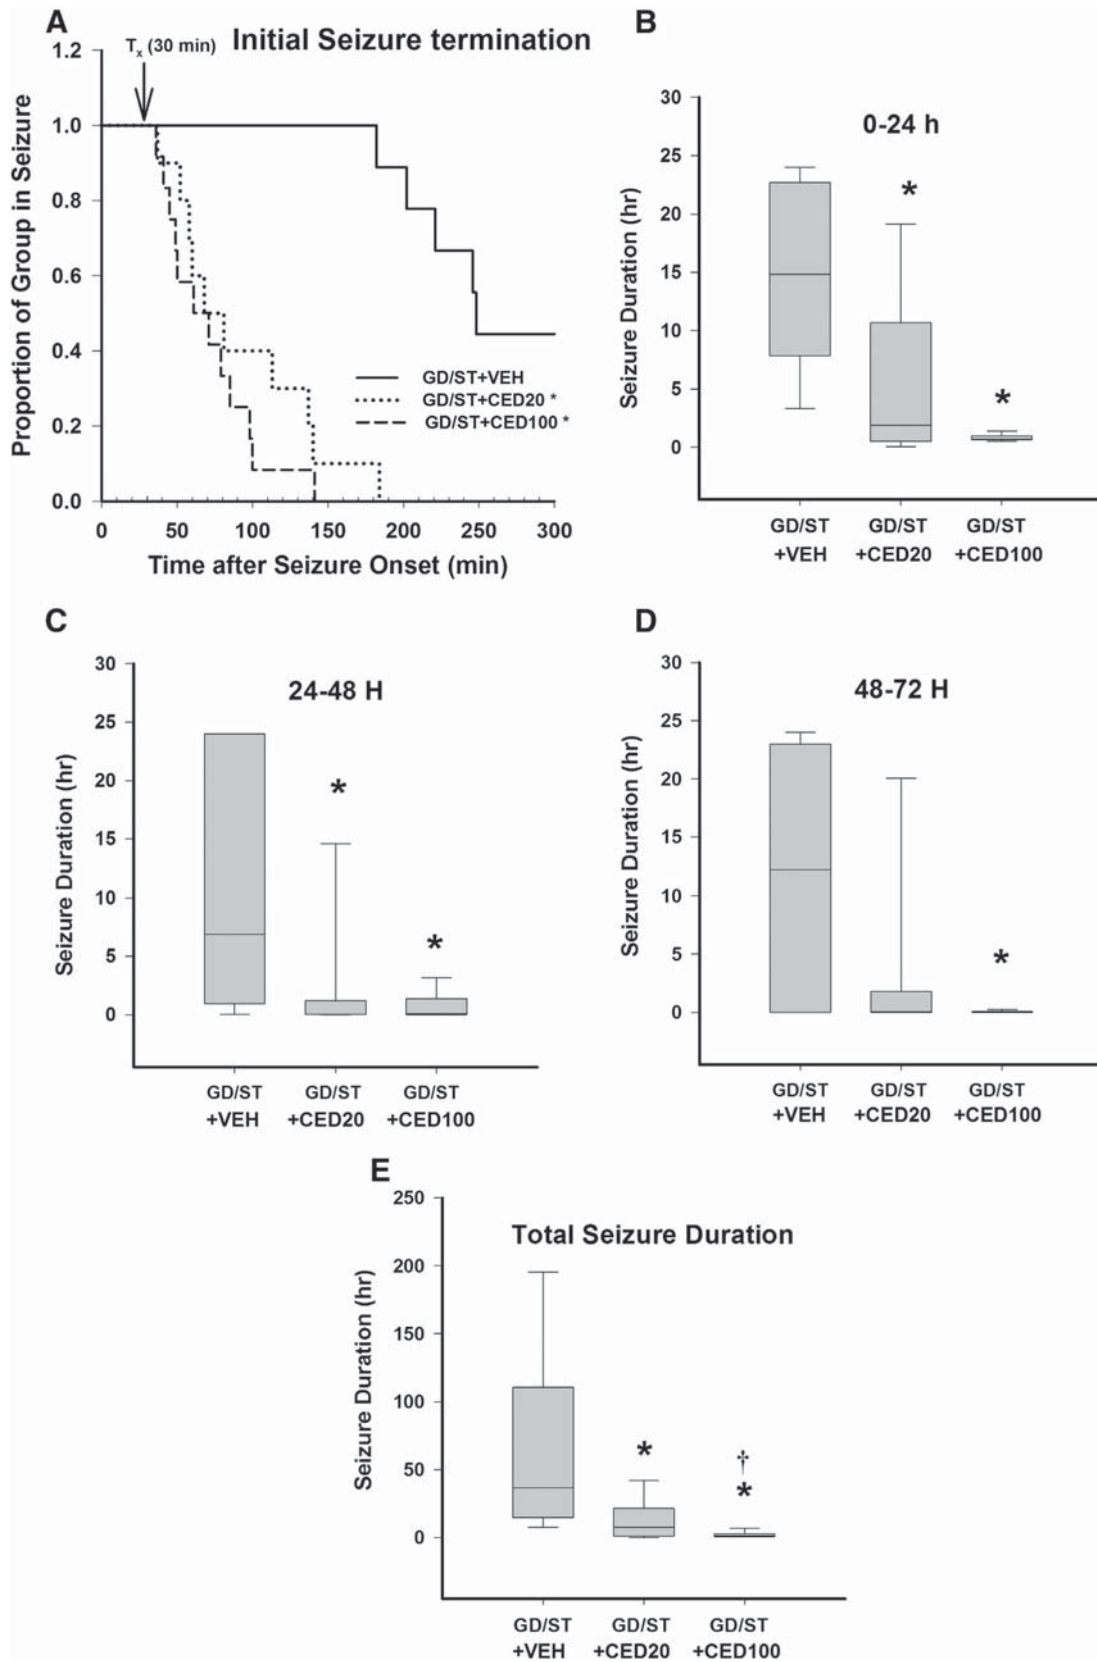 A
Tx (30 min)
Initial Seizure termination
1.2
1.0
0.8
0.6
0.4
0.2
0.0
Proportion of Group in Seizure
GD/ST+VEH
GD/ST+CED20 *
GD/ST+CED100 *
0 50 100 150 200 250 300
Time after Seizure Onset (min)
B
0-24 h
30
25
20
15
10
5
0
Seizure Duration (hr)
*
*
GD/ST GD/ST GD/ST
+VEH +CED20 +CED100
C
24-48 H
30
25
20
15
10
5
0
Seizure Duration (hr)
*
*
GD/ST GD/ST GD/ST
+VEH +CED20 +CED100
D
48-72 H
30
25
20
15
10
5
0
Seizure Duration (hr)
*
GD/ST GD/ST GD/ST
+VEH +CED20 +CED100
E
Total Seizure Duration
250
200
150
100
50
0
Seizure Duration (hr)
*
†
*
GD/ST GD/ST GD/ST
+VEH +CED20 +CED100